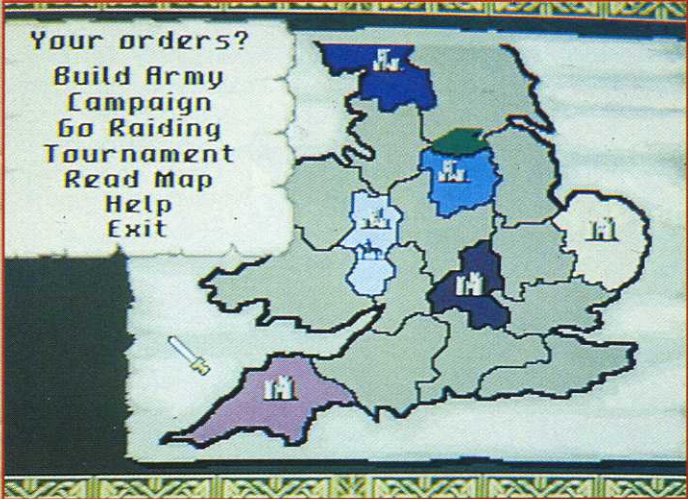 Your orders?
Build Army
Campaign
Go Raiding
Tournament
Read Map
Help
Exit